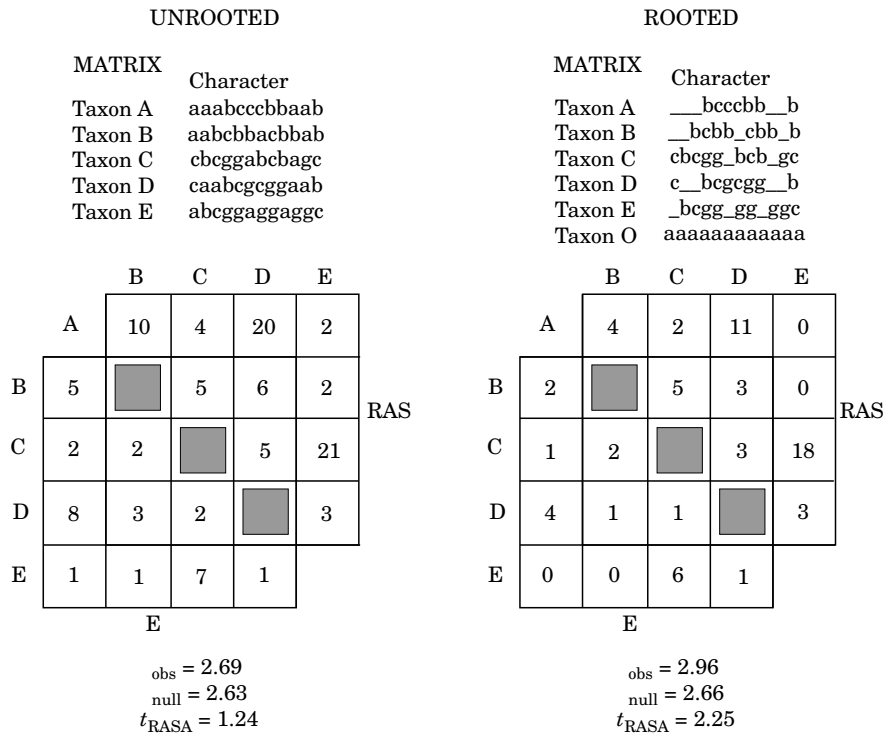 UNROOTED
MATRIX
Character
Taxon A aaabcccbbaab
Taxon B aabcbbacbbab
Taxon C cbcggabcbagc
Taxon D caabcgcggaab
Taxon E abcggaggaggc
B C D E
A 10 4 20 2
B 5 5 6 2
RAS
C 2 2 5 21
D 8 3 2 3
E 1 1 7 1
E
obs = 2.69
null = 2.63
tRASA = 1.24
ROOTED
MATRIX
Character
Taxon A ___bcccbb__b
Taxon B __bcbb_cbb_b
Taxon C cbcgg_bcb_gc
Taxon D c__bcgcgg__b
Taxon E _bcgg_gg_ggc
Taxon O aaaaaaaaaaaa
B C D E
A 4 2 11 0
B 2 5 3 0
RAS
C 1 2 3 18
D 4 1 1 3
E 0 0 6 1
E
obs = 2.96
null = 2.66
tRASA = 2.25